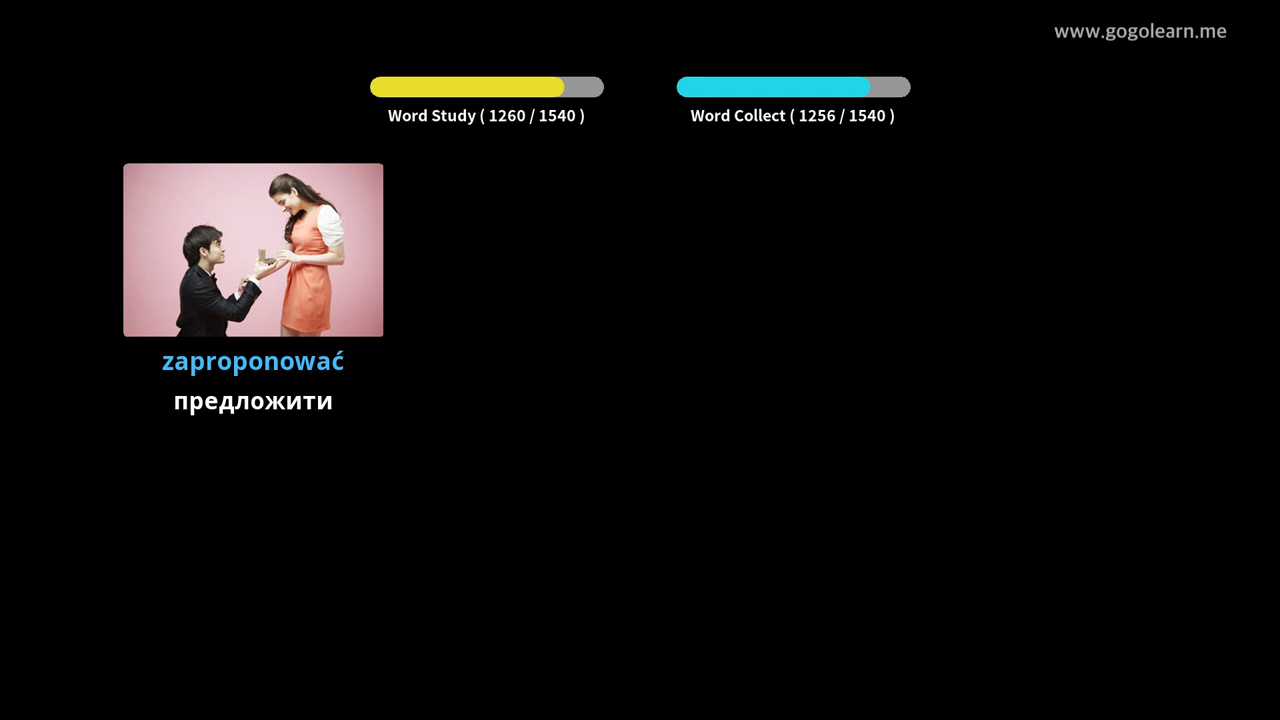 www.gogolearn.me
Word Study ( 1260 / 1540 )
Word Collect ( 1256 / 1540 )
zaproponować
предложити